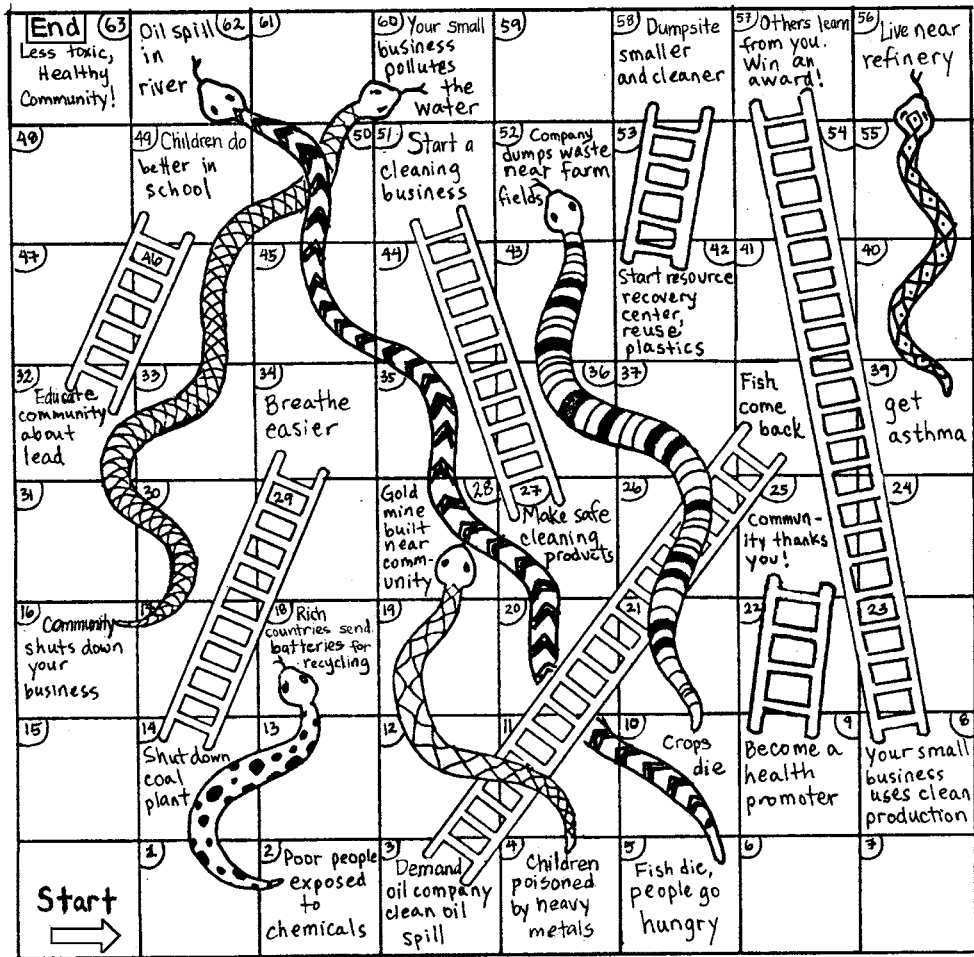 End
63
Less toxic,
Healthy
Community!
Oil spill
62
in
river
61
60
Your small
business
pollutes
the
water
59
58
Dumpsite
smaller
and cleaner
57
Others learn
from you.
Win an
award!
56
Live near
refinery
48
49
Children do
better in
school
50
51
Start a
cleaning
business
52
Company
dumps waste
near farm
fields
53
54
55
47
46
45
44
43
42
Start resource
recovery
center,
reuse
plastics
41
40
32
Educate
community
about
lead
33
34
Breathe
easier
35
36
37
Fish
come
back
39
get
asthma
31
30
29
Gold
28
mine
built
near
comm-
unity
27
Make safe
cleaning
products
26
25
Commun-
ity thanks
you!
24
16
Community
shuts down
your
business
17
18
Rich
countries send
batteries for
recycling
19
20
21
22
23
15
14
Shut down
coal
plant
13
12
11
10
Crops
die
9
Become a
health
promoter
8
Your small
business
uses clean
production
Start
1
2
Poor people
exposed
to
chemicals
3
Demand
oil company
clean oil
spill
4
Children
poisoned
by heavy
metals
5
Fish die,
people go
hungry
6
7